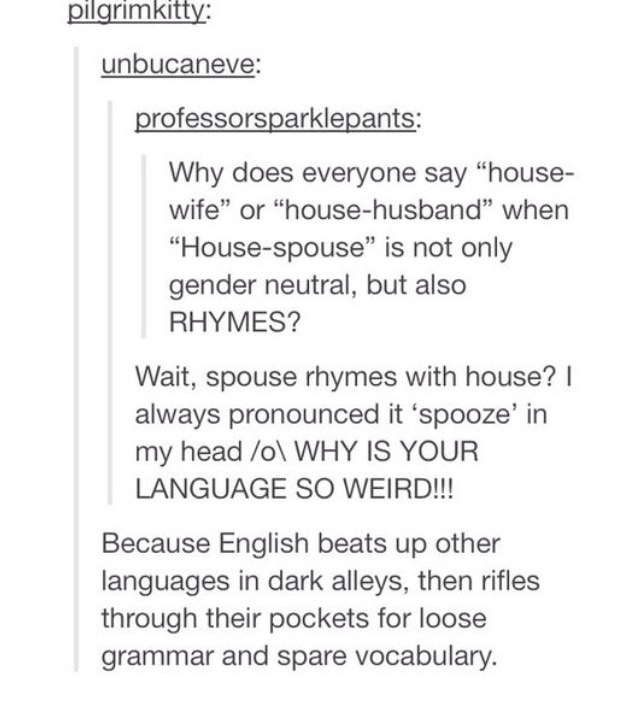 pilgrimkitty:
unbucaneve:
professorsparklepants:
Why does everyone say “house-
wife” or “house-husband” when
“House-spouse” is not only
gender neutral, but also
RHYMES?
Wait, spouse rhymes with house? I
always pronounced it ‘spooze’ in
my head /o\ WHY IS YOUR
LANGUAGE SO WEIRD!!!
Because English beats up other
languages in dark alleys, then rifles
through their pockets for loose
grammar and spare vocabulary.